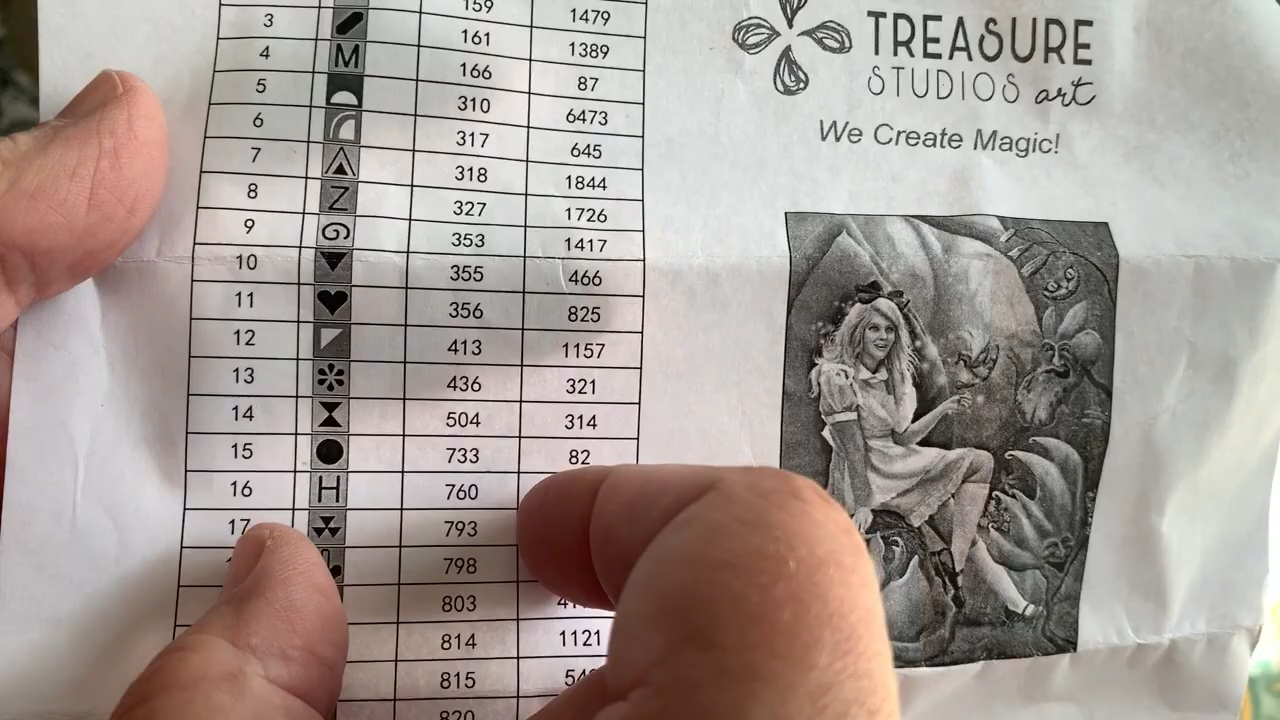 159 1479
3 161 1389
4 M 166 87
5 310 6473
6 317 645
7 318 1844
8 Z 327 1726
9 353 1417
10 355 466
11 356 825
12 413 1157
13 436 321
14 504 314
15 733 82
16 H 760
17 793
798
803
814 1121
815
820
TREASURE
STUDIOS art
We Create Magic!